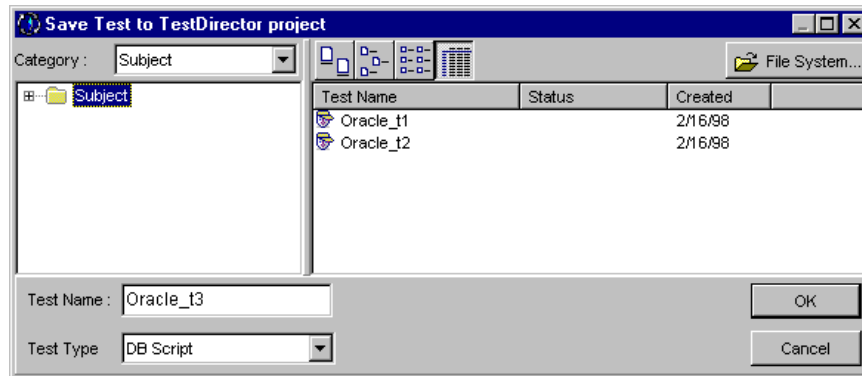 Save Test to TestDirector project
Category : Subject File System...
Subject
Test Name Status Created
Oracle_t1 2/16/98
Oracle_t2 2/16/98
Test Name : Oracle_t3 OK
Test Type DB Script Cancel